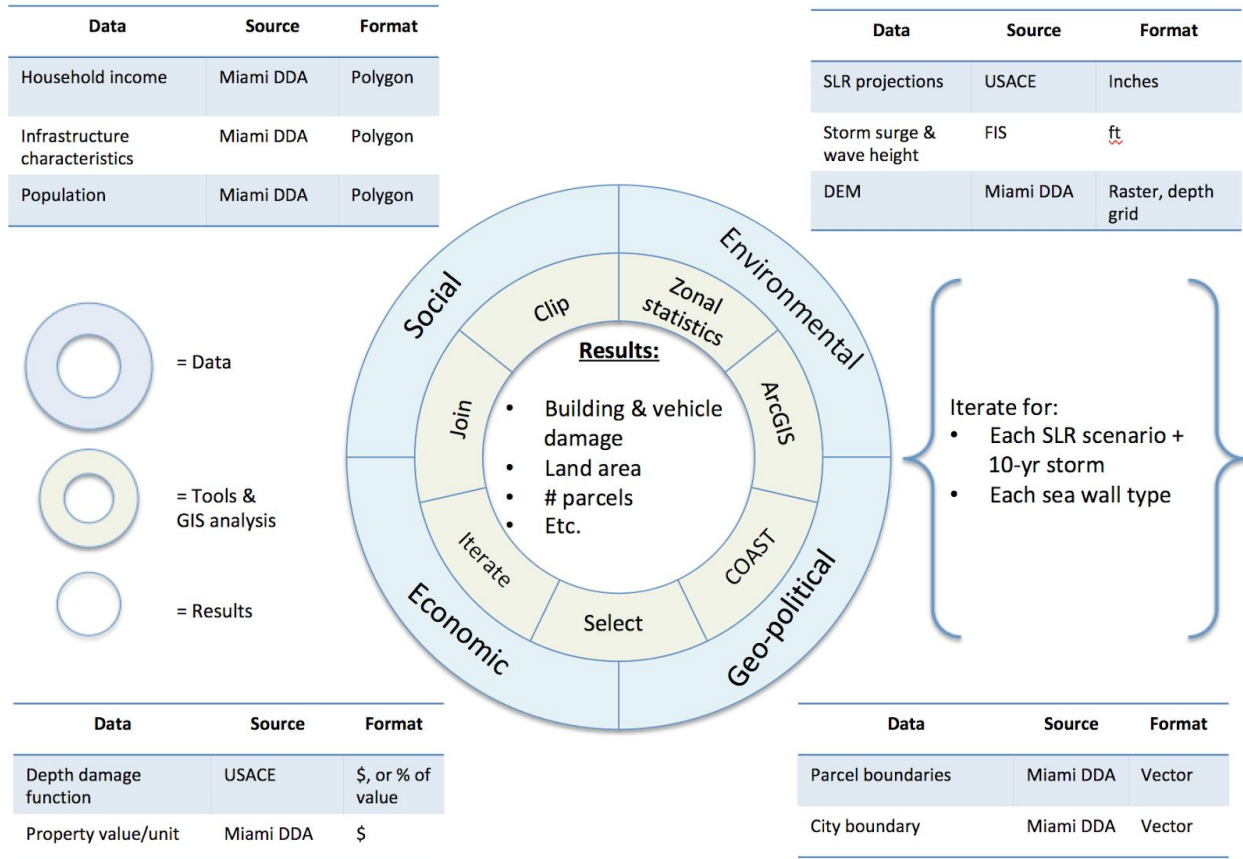 Data Source Format
Household income Miami DDA Polygon
Infrastructure Miami DDA Polygon
characteristics
Population Miami DDA Polygon
Data Source Format
SLR projections USACE Inches
Storm surge & FIS ft
wave height
DEM Miami DDA Raster, depth
grid
Social
Environmental
Economic
Geo-political
Clip
Zonal
statistics
Join
ArcGIS
Iterate
COAST
Select
Results:
• Building & vehicle
damage
• Land area
• # parcels
• Etc.
= Data
= Tools &
GIS analysis
= Results
Iterate for:
• Each SLR scenario +
10-yr storm
• Each sea wall type
Data Source Format
Depth damage USACE $, or % of
function value
Property value/unit Miami DDA $
Data Source Format
Parcel boundaries Miami DDA Vector
City boundary Miami DDA Vector